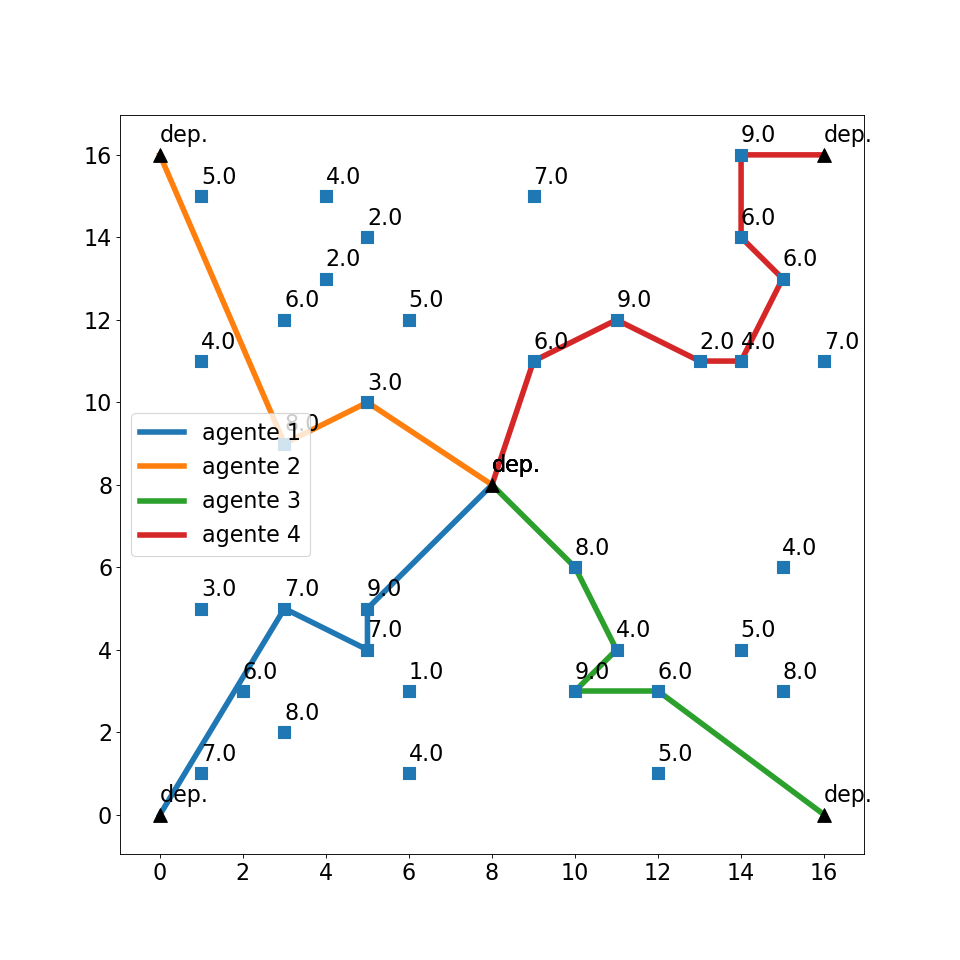 dep. 9.0 dep.
16
5.0 4.0 7.0
2.0 6.0
14
2.0 6.0
6.0 5.0 9.0
12
4.0 6.0 2.0 4.0 7.0
3.0
10
8.0
agente 1
agente 2
agente 3
agente 4
dep.
8
8.0 4.0
6
3.0 7.0 9.0
7.0 4.0 5.0
4
6.0 1.0 9.0 6.0 8.0
8.0
2
7.0 4.0 5.0
dep. dep.
0
0 2 4 6 8 10 12 14 16